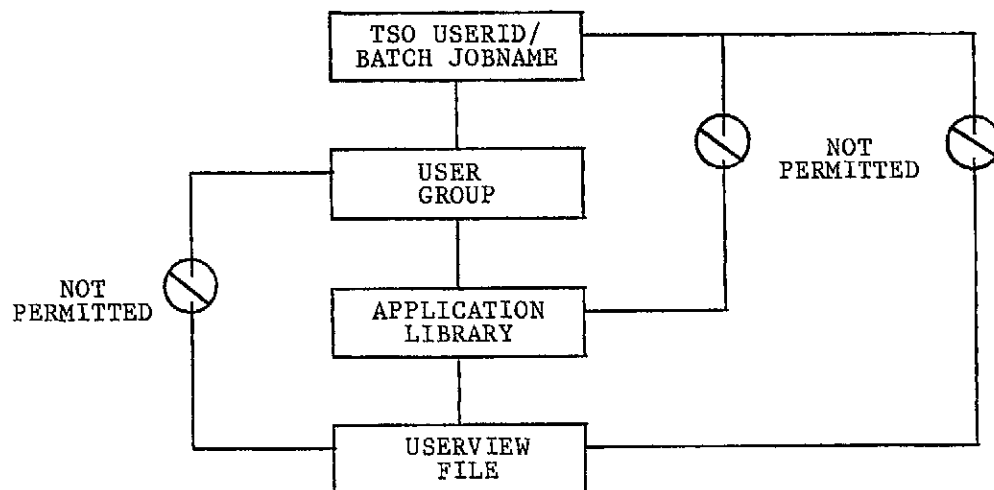 TSO USERID/
BATCH JOBNAME
NOT
PERMITTED
USER
GROUP
NOT
PERMITTED
APPLICATION
LIBRARY
USERVIEW
FILE